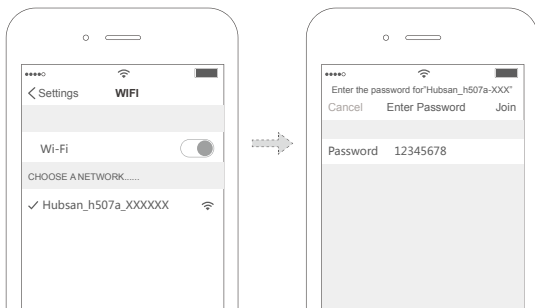 Settings WIFI
Wi-Fi
CHOOSE A NETWORK......
Hubsan_h507a_XXXXXX
Enter the password for"Hubsan_h507a-XXX"
Cancel Enter Password Join
Password 12345678